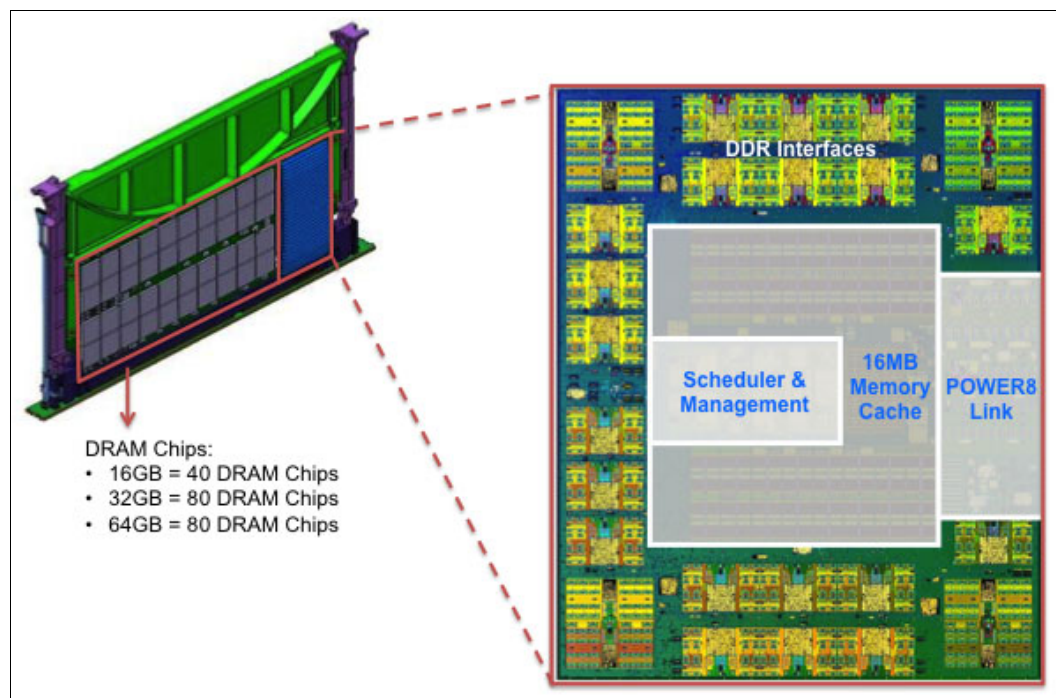 DRAM Chips:
• 16GB = 40 DRAM Chips
• 32GB = 80 DRAM Chips
• 64GB = 80 DRAM Chips
DDR Interfaces
Scheduler &
Management
16MB
Memory
Cache
POWER8
Link